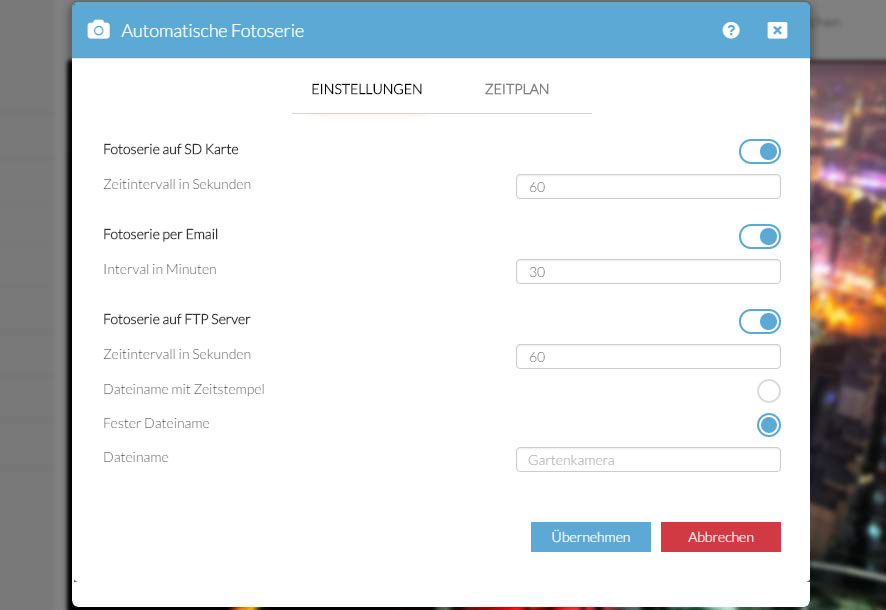 Automatische Fotoserie
EINSTELLUNGEN ZEITPLAN
Fotoserie auf SD Karte
Zeitintervall in Sekunden 60
Fotoserie per Email
Interval in Minuten 30
Fotoserie auf FTP Server
Zeitintervall in Sekunden 60
Dateiname mit Zeitstempel
Fester Dateiname
Dateiname Gartenkamera
Übernehmen Abbrechen